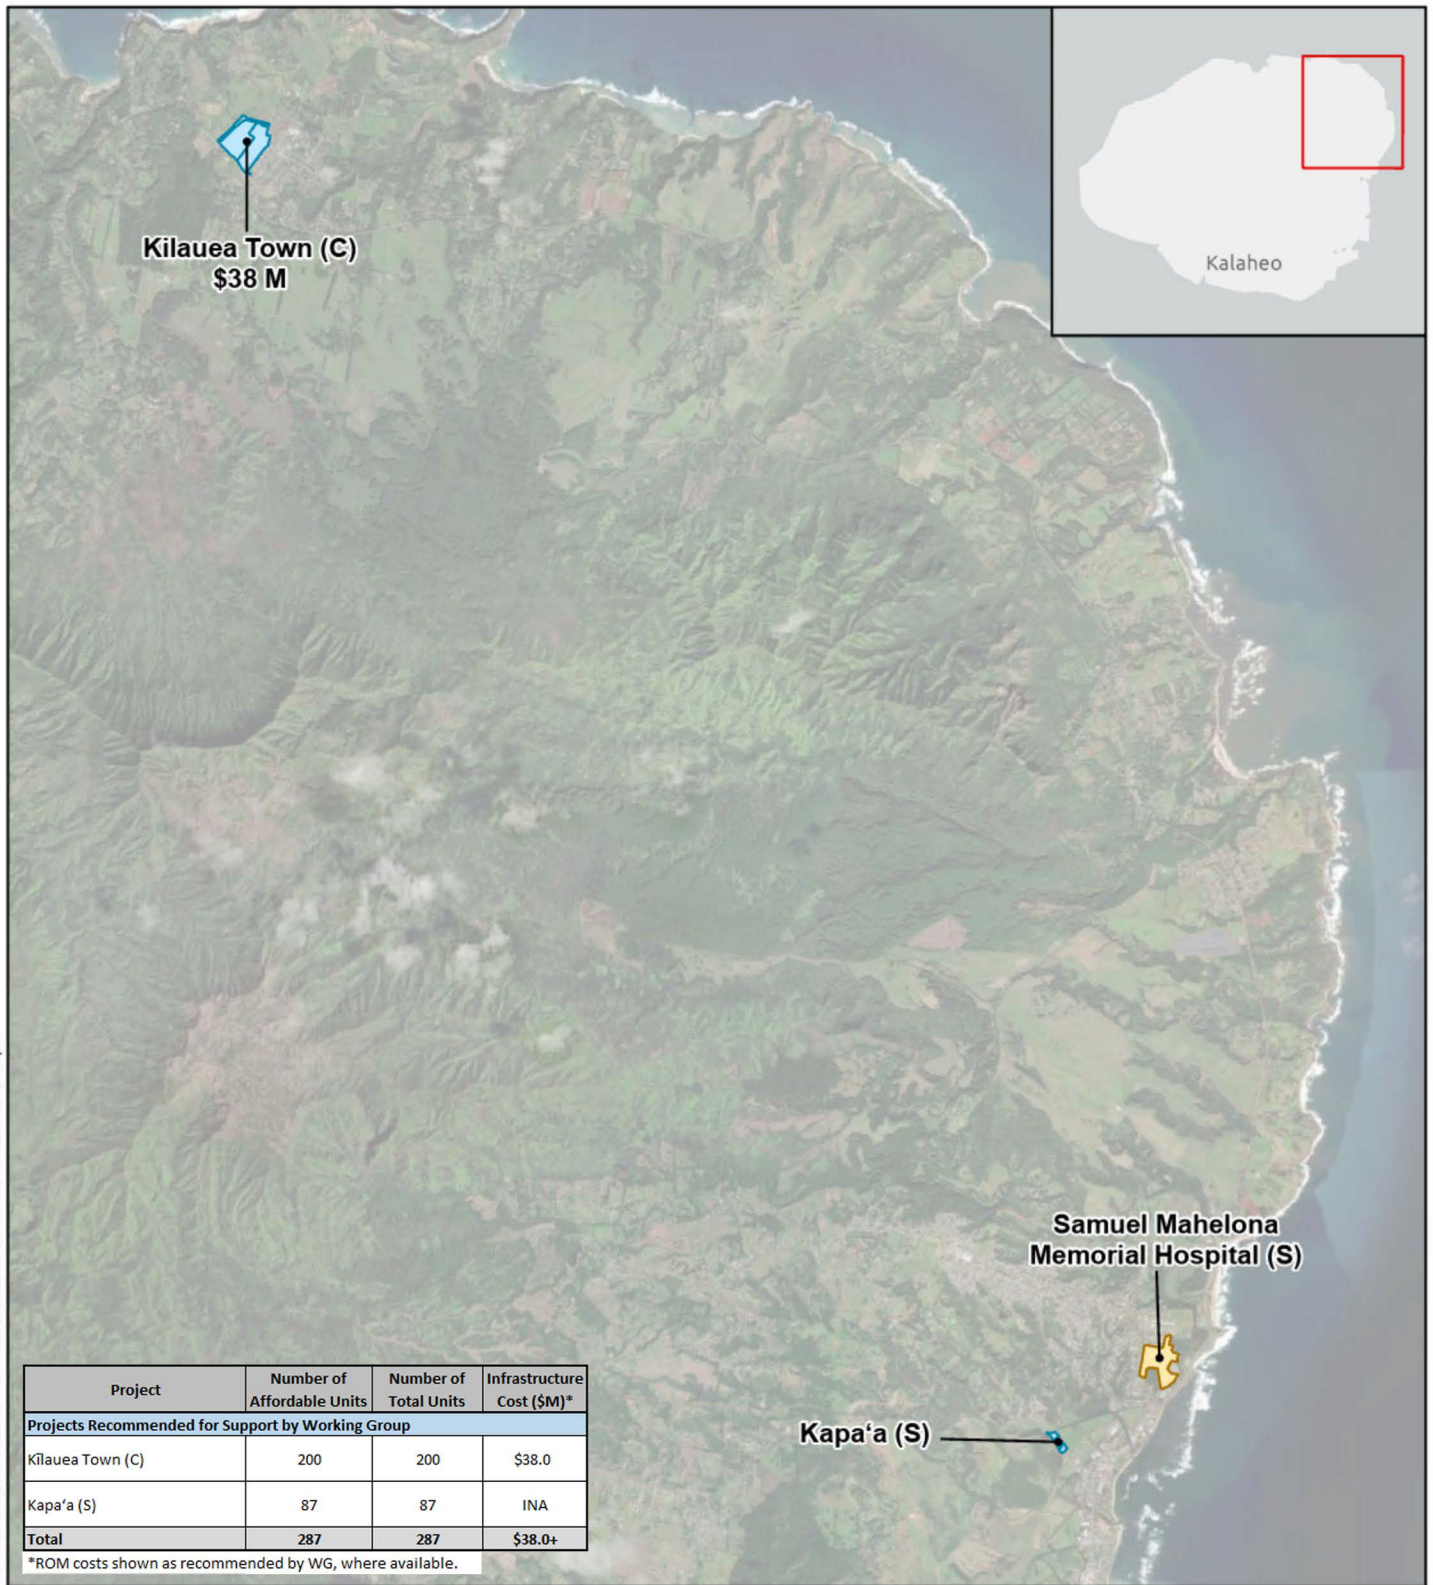 Kalaheo
Kilauea Town (C)
$38 M
Samuel Mahelona
Memorial Hospital (S)
Kapa‘a (S)
Project Number of Affordable Units Number of Total Units Infrastructure Cost ($M)*
Projects Recommended for Support by Working Group
Kīlauea Town (C) 200 200 $38.0
Kapa‘a (S) 87 87 INA
Total 287 287 $38.0+
*ROM costs shown as recommended by WG, where available.